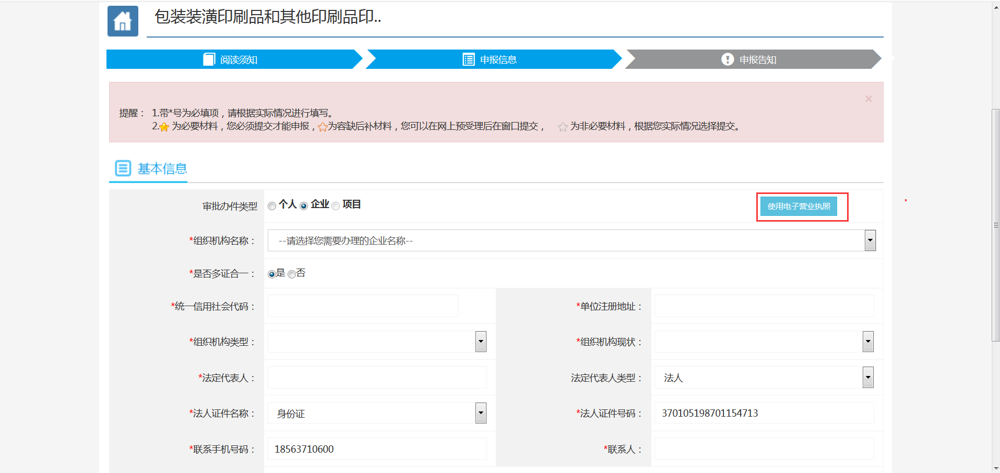 包装装潢印刷品和其他印刷品印..
阅读须知
申报信息
申报告知
×
提醒： 1.带*号为必填项，请根据实际情况进行填写。
2. 为必要材料，您必须提交才能申报， 为容缺后补材料，您可以在网上预受理后在窗口提交， 为非必要材料，根据您实际情况选择提交。
基本信息
审批办件类型 个人 企业 项目 使用电子营业执照
*组织机构名称： --请选择您需要办理的企业名称--
*是否多证合一： 是 否
*统一信用社会代码： *单位注册地址：
*组织机构类型： *组织机构现状：
*法定代表人： 法定代表人类型： 法人
*法人证件名称： 身份证 *法人证件号码： 370105198701154713
*联系手机号码： 18563710600 *联系人：